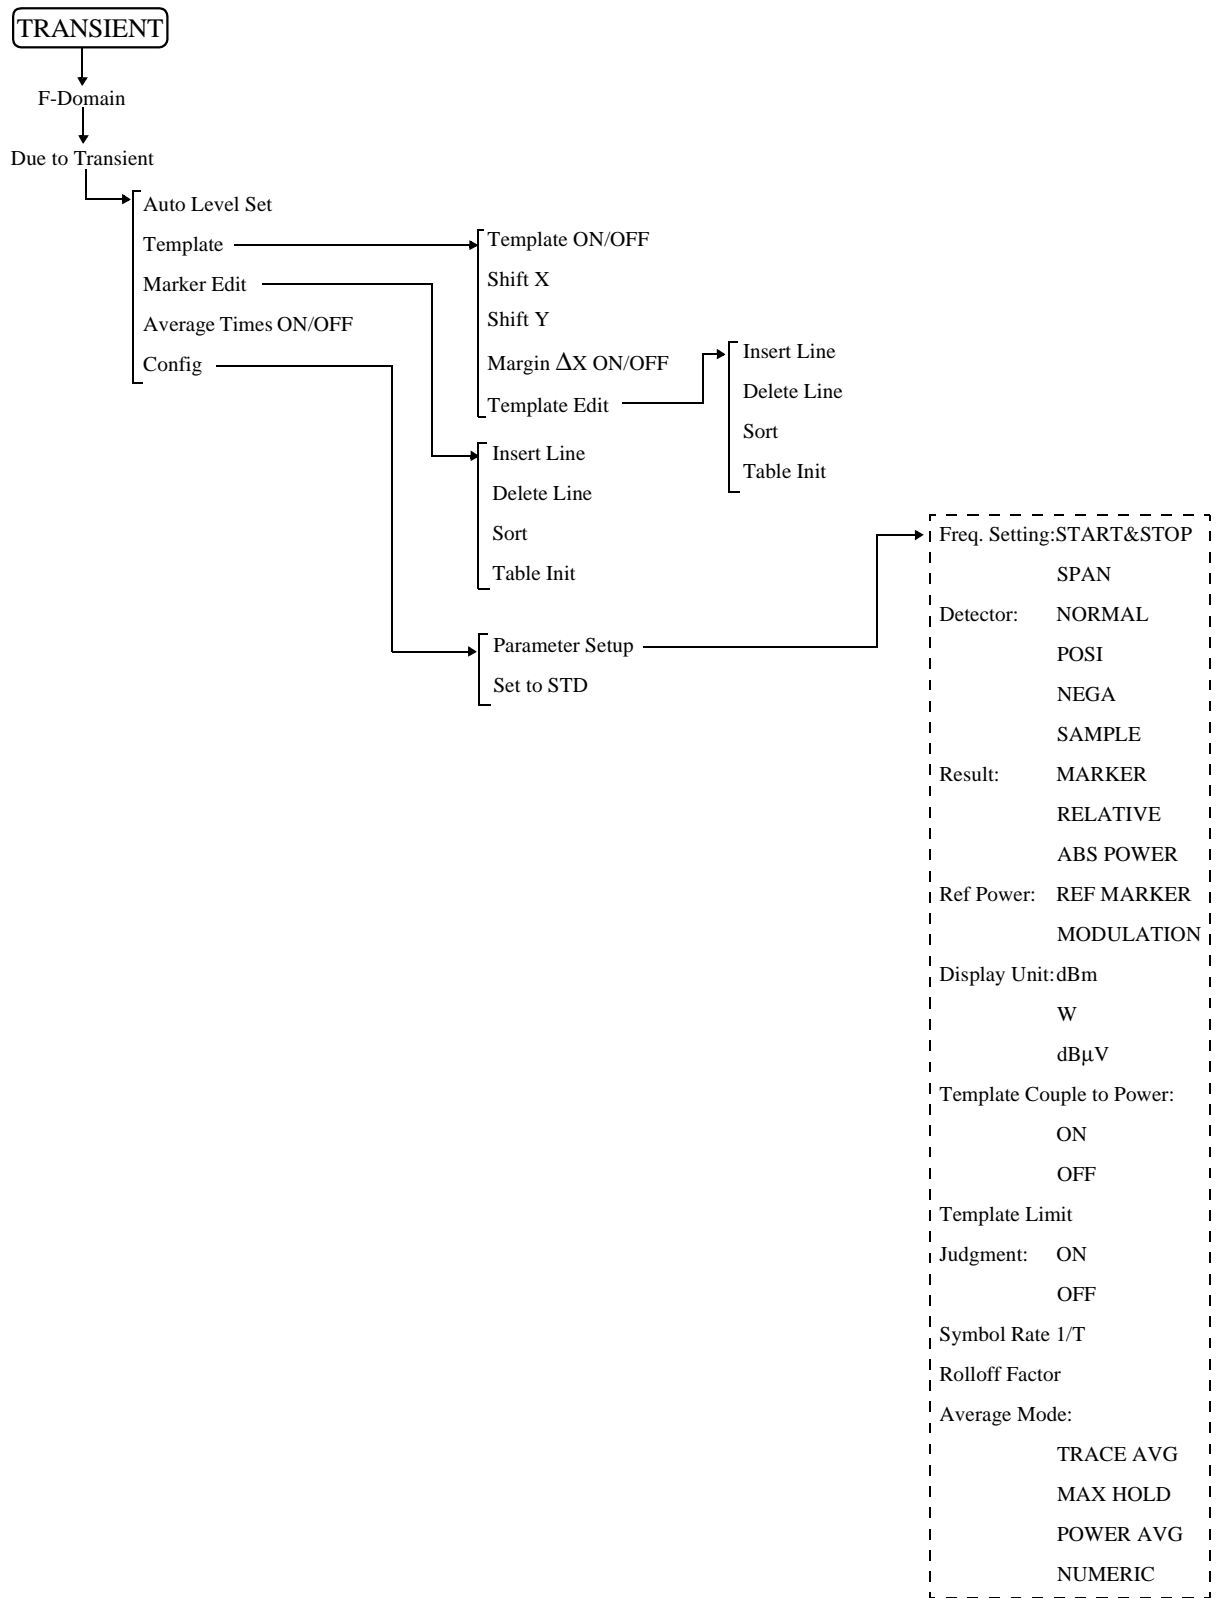 TRANSIENT
F-Domain
Due to Transient
Auto Level Set
Template
Marker Edit
Average Times ON/OFF
Config
Template ON/OFF
Shift X
Shift Y
Margin ΔX ON/OFF
Template Edit
Insert Line
Delete Line
Sort
Table Init
Insert Line
Delete Line
Sort
Table Init
Parameter Setup
Set to STD
Freq. Setting:START&STOP
SPAN
Detector: NORMAL
POSI
NEGA
SAMPLE
Result: MARKER
RELATIVE
ABS POWER
Ref Power: REF MARKER
MODULATION
Display Unit:dBm
W
dBμV
Template Couple to Power:
ON
OFF
Template Limit
Judgment: ON
OFF
Symbol Rate 1/T
Rolloff Factor
Average Mode:
TRACE AVG
MAX HOLD
POWER AVG
NUMERIC